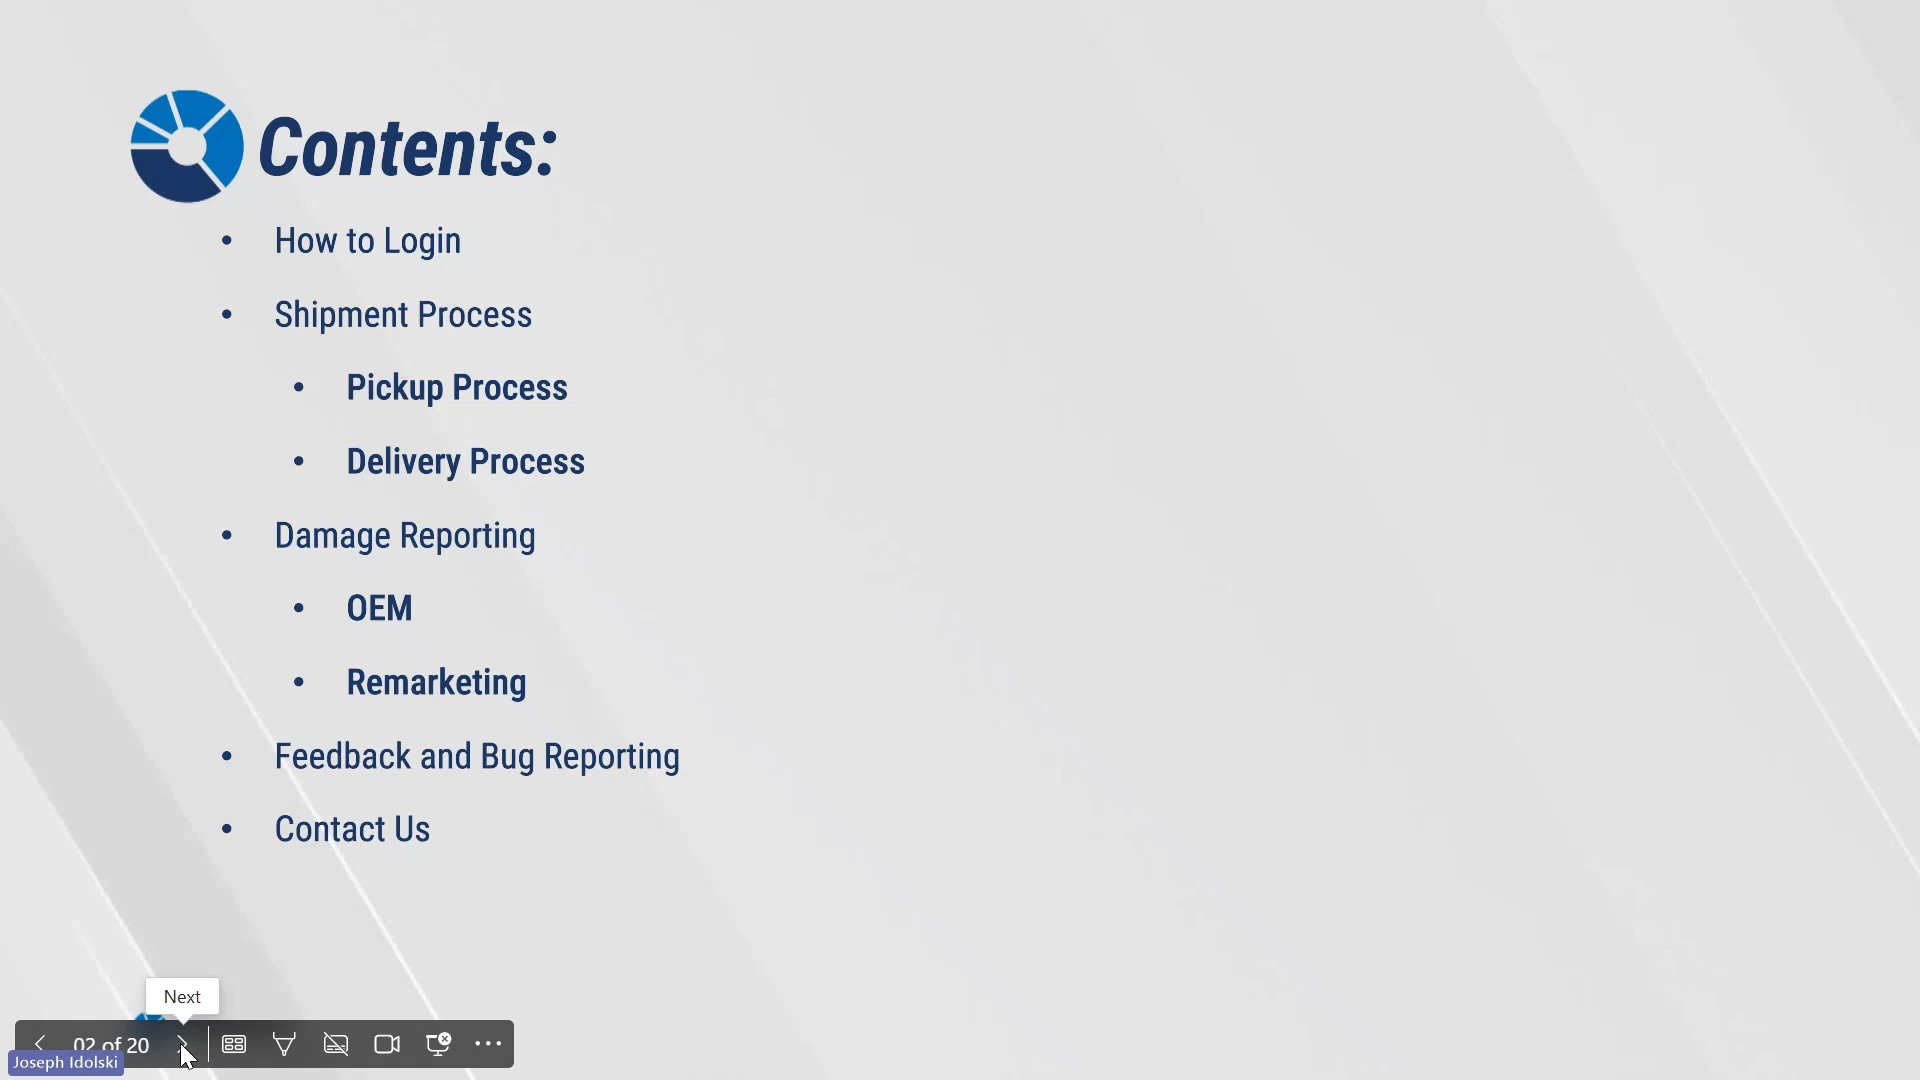 Contents:
• How to Login
• Shipment Process
• Pickup Process
• Delivery Process
• Damage Reporting
• OEM
• Remarketing
• Feedback and Bug Reporting
• Contact Us
Next
02 of 20
Joseph Idolski